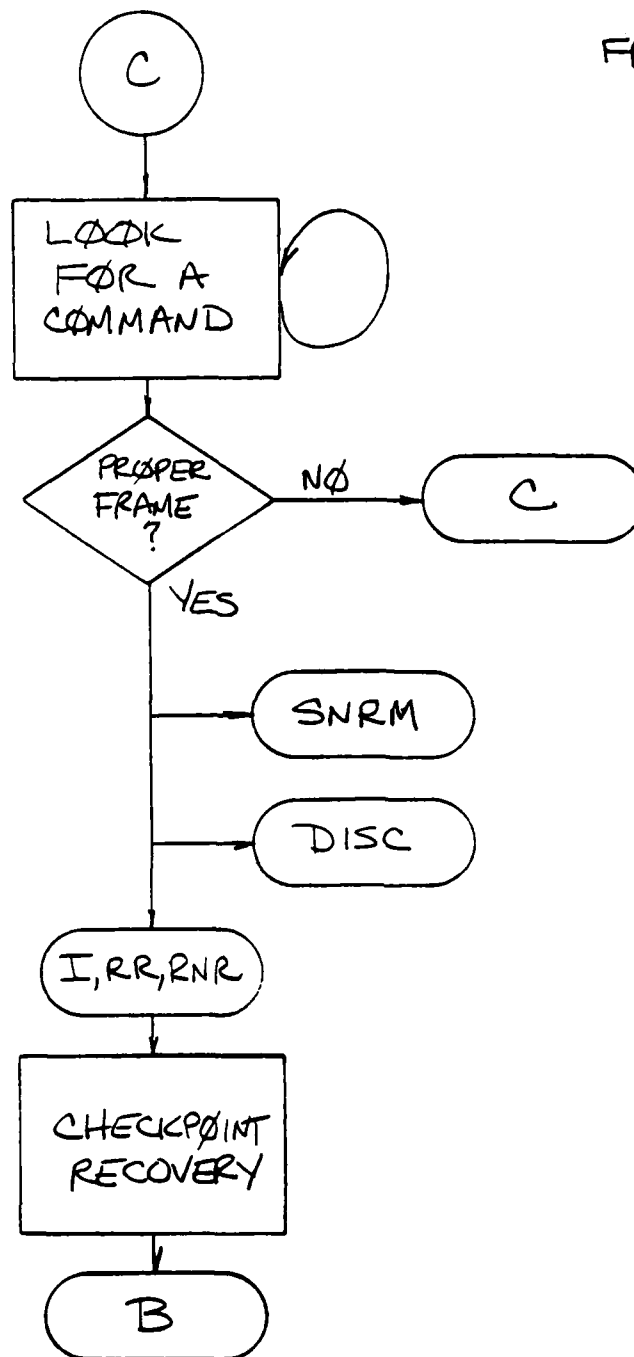 C
LØØK
FØR A
CØMMAND
PRØPER
FRAME
?
NØ
C
YES
SNRM
DISC
I, RR, RNR
CHECKPØINT
RECOVERY
B